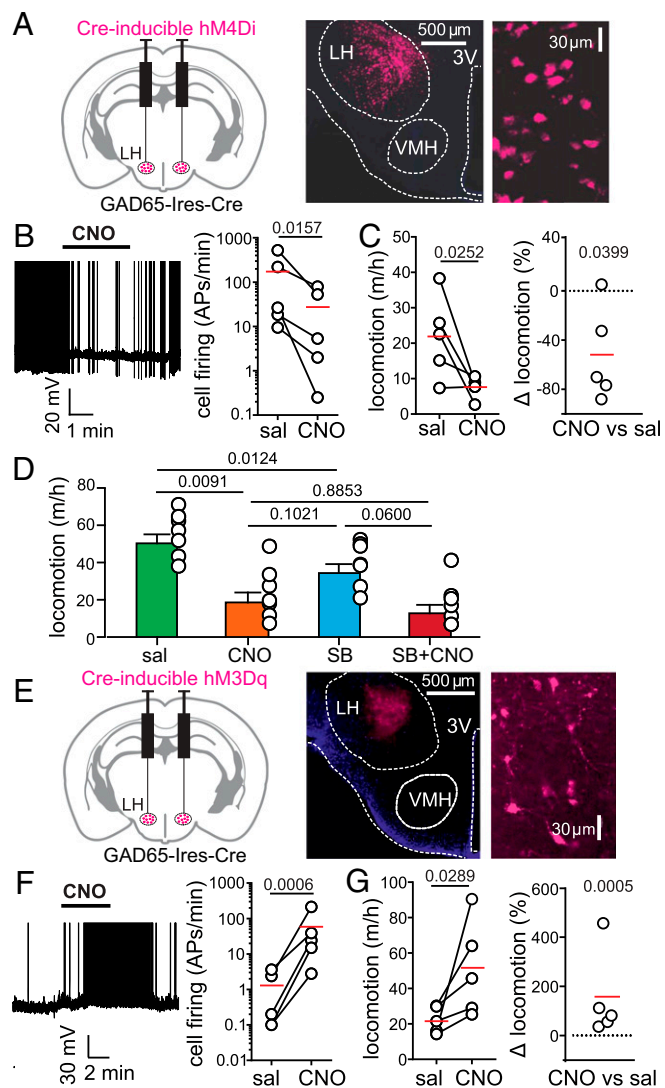 A
Cre-inducible hM4Di
LH
GAD65-Ires-Cre
LH
500 µm
3V
VMH
30µm
B
CNO
20 mV
1 min
cell firing (APs/min)
1000
100
10
1
0.1
0.0157
sal CNO
C
locomotion (m/h)
50
40
30
20
10
0
0.0252
sal CNO
Δ locomotion (%)
40
0
-40
-80
0.0399
CNO vs sal
D
0.0124
0.0091
0.8853
0.1021
0.0600
locomotion (m/h)
80
60
40
20
0
sal CNO SB SB+CNO
E
Cre-inducible hM3Dq
LH
GAD65-Ires-Cre
LH
500 µm
3V
VMH
30µm
F
CNO
30 mV
2 min
cell firing (APs/min)
1000
100
10
1
0.1
0.01
0.0006
sal CNO
G
locomotion (m/h)
100
80
60
40
20
0
0.0289
sal CNO
Δ locomotion (%)
600
400
200
0
0.0005
CNO vs sal